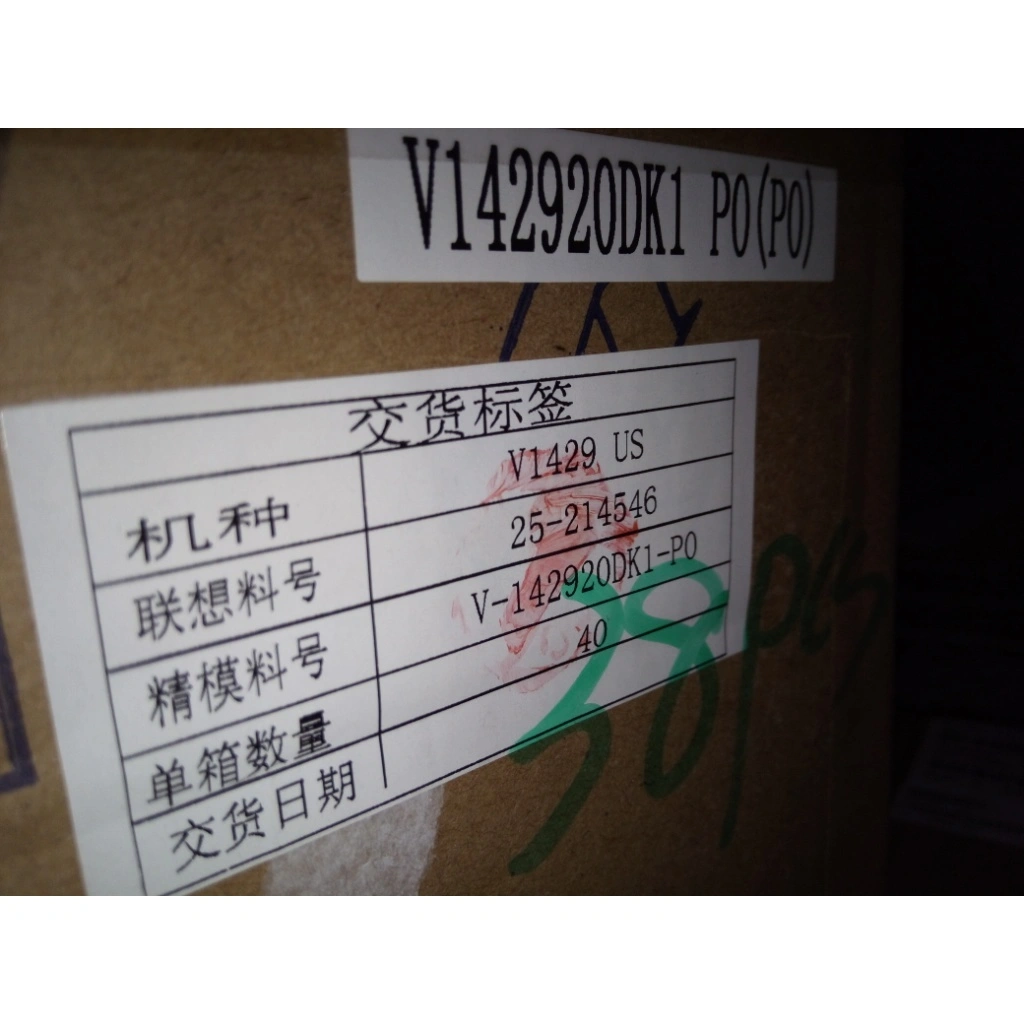 V142920DK1 PO(PO)
交货标签
机种 V1429 US
联想料号 25-214546
精模料号 V-142920DK1-PO
单箱数量 40
交货日期
38pcs